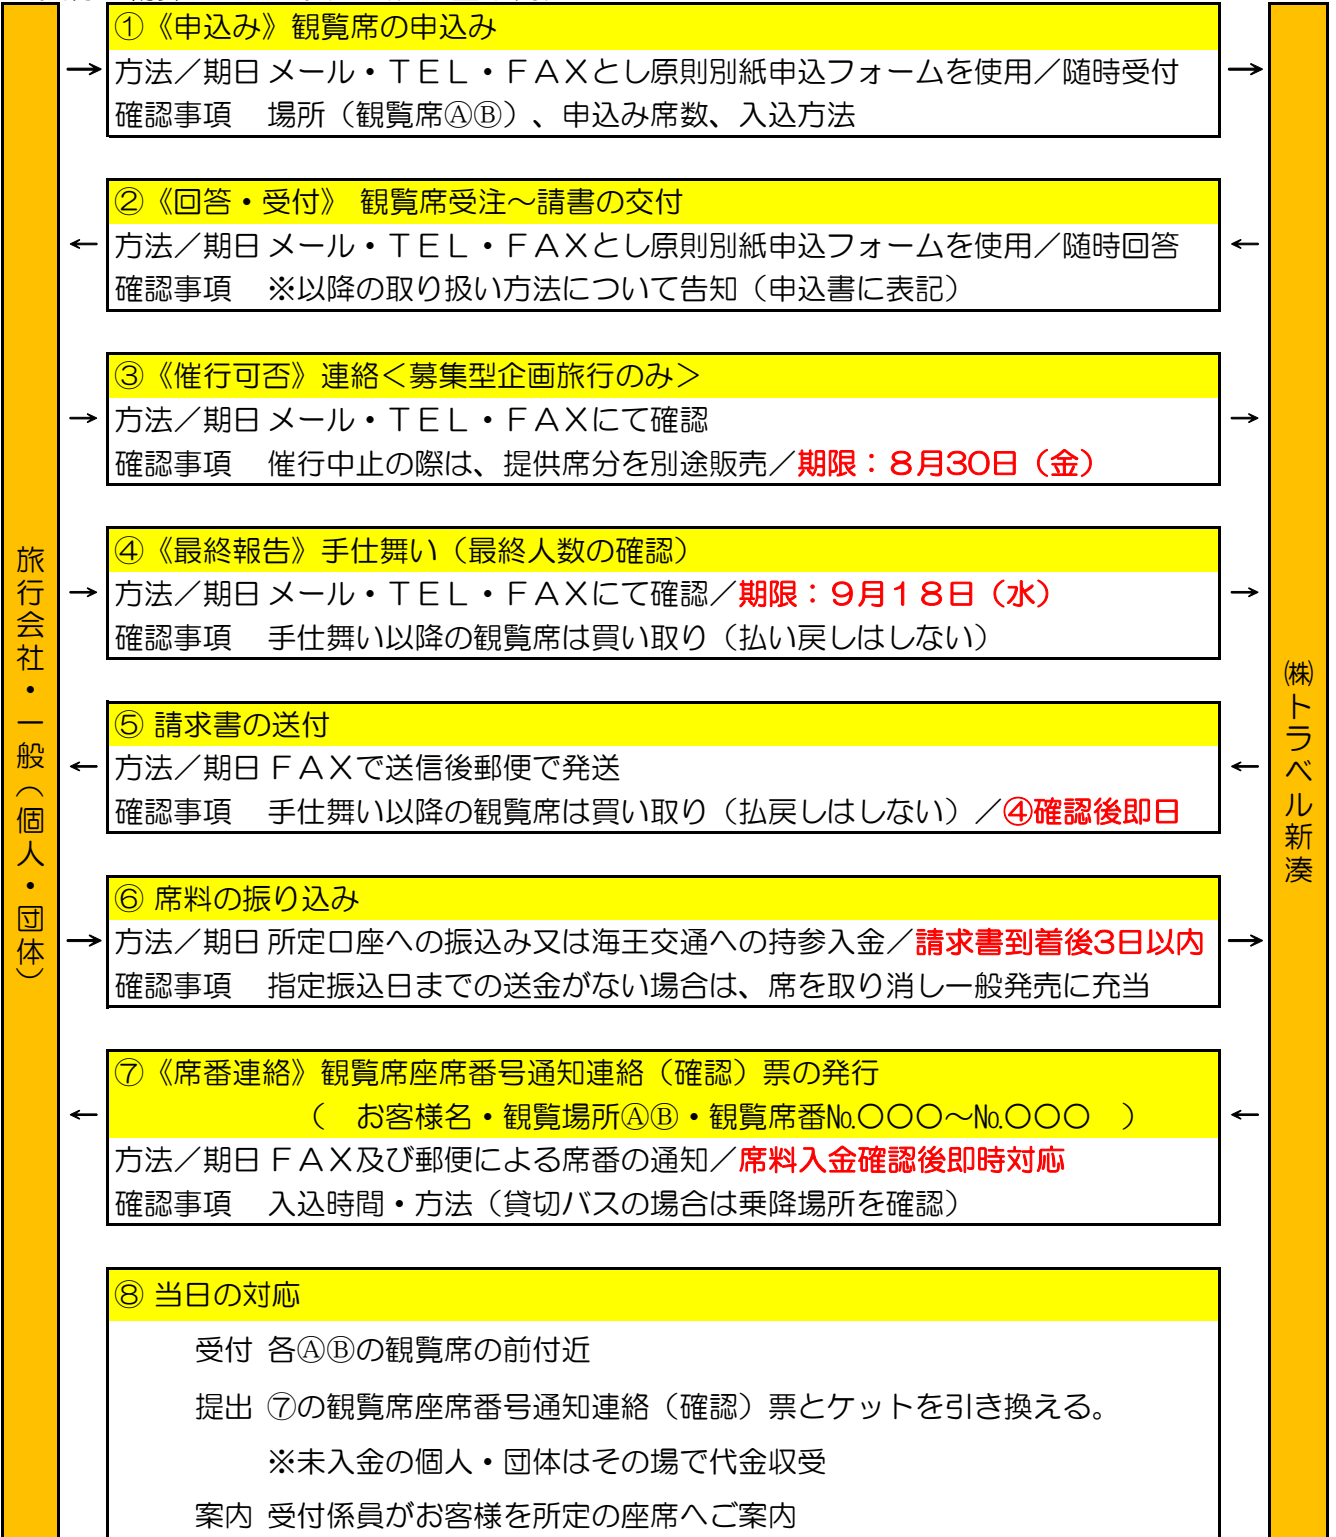 ①《申込み》観覧席の申込み
→ 方法／期日 メール・ＴＥＬ・ＦＡＸとし原則別紙申込フォームを使用／随時受付 →
確認事項　場所（観覧席ⒶⒷ）、申込み席数、入込方法
②《回答・受付》 観覧席受注～請書の交付
← 方法／期日 メール・ＴＥＬ・ＦＡＸとし原則別紙申込フォームを使用／随時回答 ←
確認事項　※以降の取り扱い方法について告知（申込書に表記）
③《催行可否》連絡＜募集型企画旅行のみ＞
→ 方法／期日 メール・ＴＥＬ・ＦＡＸにて確認 →
確認事項　催行中止の際は、提供席分を別途販売／期限：８月30日（金）
④《最終報告》手仕舞い（最終人数の確認）
→ 方法／期日 メール・ＴＥＬ・ＦＡＸにて確認／期限：９月１８日（水） →
確認事項　手仕舞い以降の観覧席は買い取り（払い戻しはしない）
⑤ 請求書の送付
← 方法／期日 ＦＡＸで送信後郵便で発送 ←
確認事項　手仕舞い以降の観覧席は買い取り（払戻しはしない）／④確認後即日
⑥ 席料の振り込み
→ 方法／期日 所定口座への振込み又は海王交通への持参入金／請求書到着後3日以内 →
確認事項　指定振込日までの送金がない場合は、席を取り消し一般発売に充当
⑦《席番連絡》観覧席座席番号通知連絡（確認）票の発行
← （　お客様名・観覧場所ⒶⒷ・観覧席番№〇〇〇～№〇〇〇　） ←
方法／期日 ＦＡＸ及び郵便による席番の通知／席料入金確認後即時対応
確認事項　入込時間・方法（貸切バスの場合は乗降場所を確認）
⑧ 当日の対応
受付 各ⒶⒷの観覧席の前付近
提出 ⑦の観覧席座席番号通知連絡（確認）票とケットを引き換える。
※未入金の個人・団体はその場で代金収受
案内 受付係員がお客様を所定の座席へご案内
旅行会社・一般（個人・団体）
㈱トラベル新湊